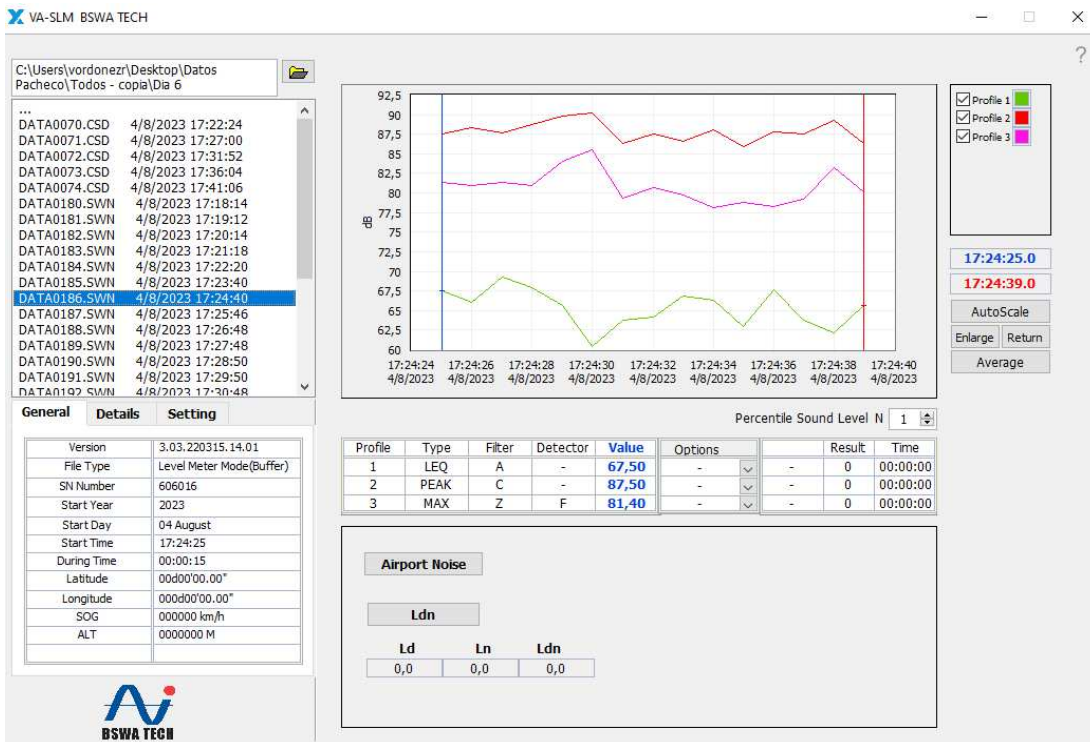 VA-SLM BSWA TECH
?
C:\Users\vordonezr\Desktop\Datos
Pacheco\Todos - copia\Dia 6
...
DATA0070.CSD 4/8/2023 17:22:24
DATA0071.CSD 4/8/2023 17:27:00
DATA0072.CSD 4/8/2023 17:31:52
DATA0073.CSD 4/8/2023 17:36:04
DATA0074.CSD 4/8/2023 17:41:06
DATA0180.SWN 4/8/2023 17:18:14
DATA0181.SWN 4/8/2023 17:19:12
DATA0182.SWN 4/8/2023 17:20:14
DATA0183.SWN 4/8/2023 17:21:18
DATA0184.SWN 4/8/2023 17:22:20
DATA0185.SWN 4/8/2023 17:23:40
DATA0186.SWN 4/8/2023 17:24:40
DATA0187.SWN 4/8/2023 17:25:46
DATA0188.SWN 4/8/2023 17:26:48
DATA0189.SWN 4/8/2023 17:27:48
DATA0190.SWN 4/8/2023 17:28:50
DATA0191.SWN 4/8/2023 17:29:50
DATA0192.SWN 4/8/2023 17:30:48
General Details Setting
Version 3.03.220315.14.01
File Type Level Meter Mode(Buffer)
SN Number 606016
Start Year 2023
Start Day 04 August
Start Time 17:24:25
During Time 00:00:15
Latitude 00d00'00.00"
Longitude 000d00'00.00"
SOG 000000 km/h
ALT 0000000 M
BSWA TECH
dB
92,5
90
87,5
85
82,5
80
77,5
75
72,5
70
67,5
65
62,5
60
17:24:24 17:24:26 17:24:28 17:24:30 17:24:32 17:24:34 17:24:36 17:24:38 17:24:40
4/8/2023 4/8/2023 4/8/2023 4/8/2023 4/8/2023 4/8/2023 4/8/2023 4/8/2023 4/8/2023
Profile 1
Profile 2
Profile 3
17:24:25.0
17:24:39.0
AutoScale
Enlarge Return
Average
Percentile Sound Level N 1
Profile Type Filter Detector Value Options Result Time
1 LEQ A - 67,50 - - 0 00:00:00
2 PEAK C - 87,50 - - 0 00:00:00
3 MAX Z F 81,40 - - 0 00:00:00
Airport Noise
Ldn
Ld Ln Ldn
0,0 0,0 0,0